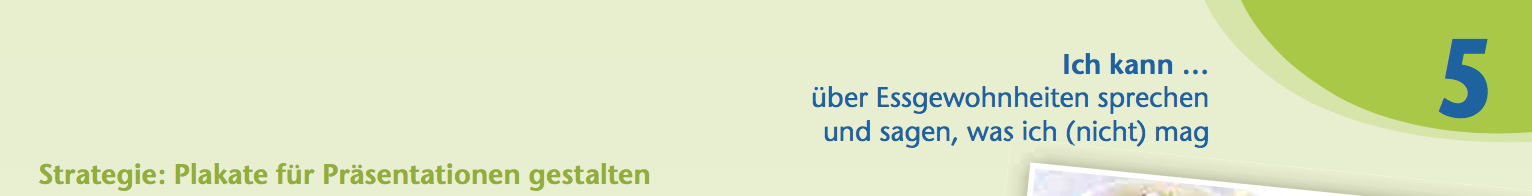 Ich kann …
5
über Essgewohnheiten sprechen
und sagen, was ich (nicht) mag
Strategie: Plakate für Präsentationen gestalten